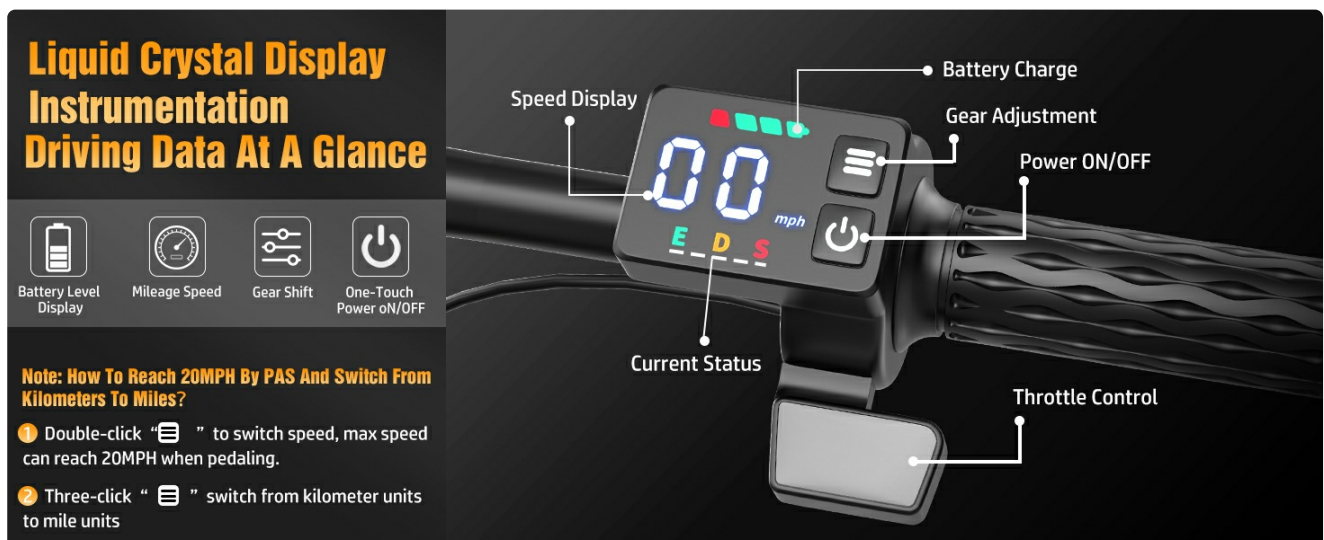 Liquid Crystal Display
Instrumentation
Driving Data At A Glance
Battery Level
Display
Mileage Speed
Gear Shift
One-Touch
Power oN/OFF
Note: How To Reach 20MPH By PAS And Switch From
Kilometers To Miles?
1 Double-click “ ” to switch speed, max speed
can reach 20MPH when pedaling.
2 Three-click “ ” switch from kilometer units
to mile units
Speed Display
Battery Charge
Gear Adjustment
Power ON/OFF
00
mph
E D S
Current Status
Throttle Control